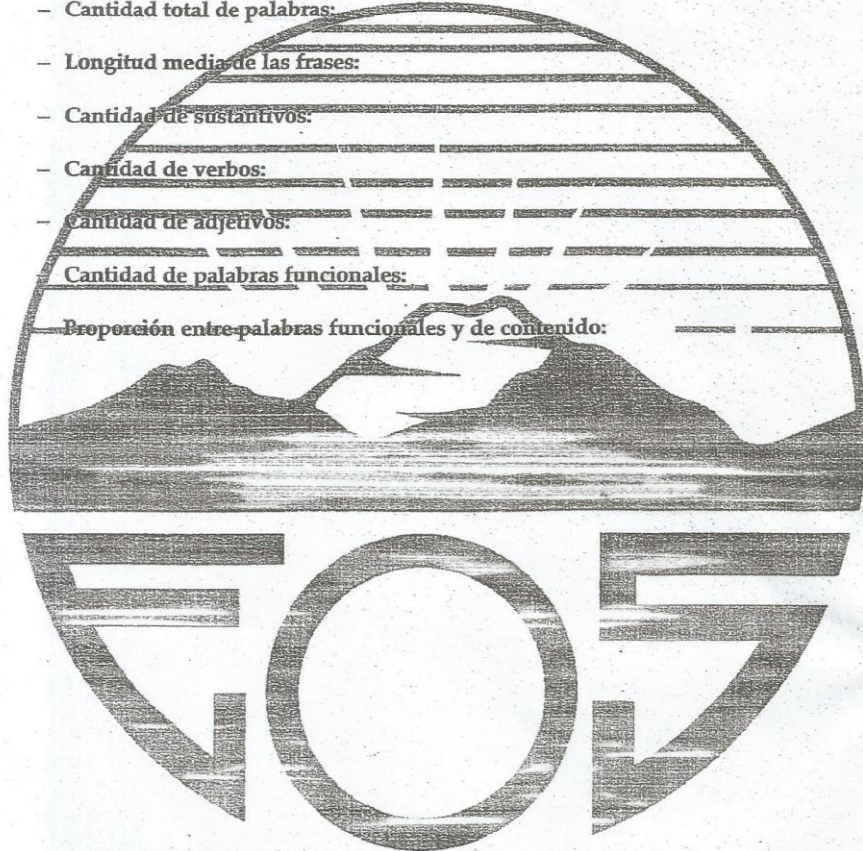 – Cantidad total de palabras:
– Longitud media de las frases:
– Cantidad de sustantivos:
– Cantidad de verbos:
– Cantidad de adjetivos:
– Cantidad de palabras funcionales:
– Proporción entre palabras funcionales y de contenido:
EOS